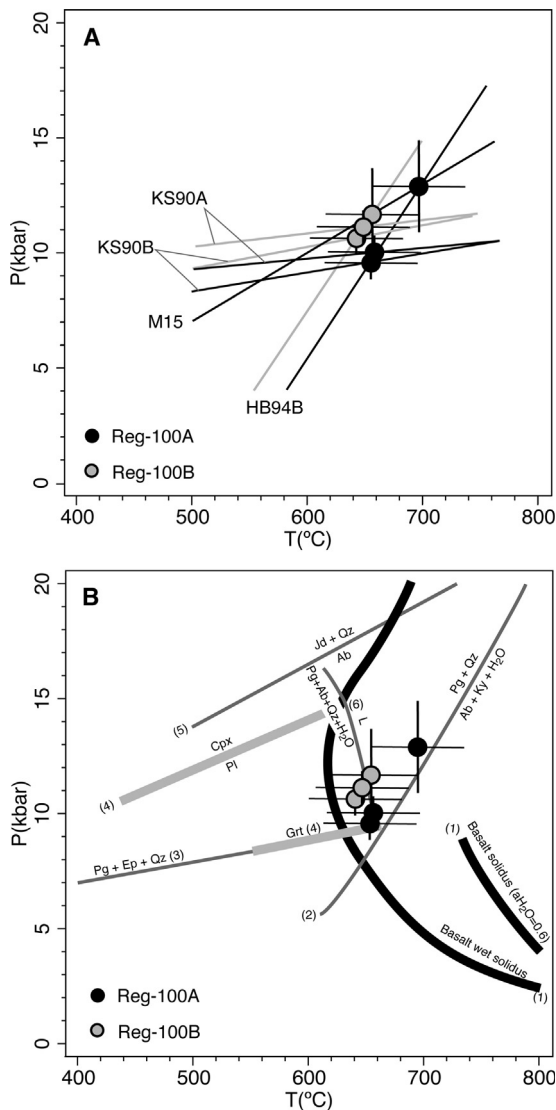 20
A
15
KS90A
P(kbar)
10
KS90B
M15
5
HB94B
Reg-100A
Reg-100B
0
400
500
600
700
800
T(ºC)
20
B
Jd + Qz
Ab
Pg + Qz
Ab + Ky + H₂O
15
Pg+Ab+Qz+H₂O
(6)
L
(5)
Cpx
Pl
P(kbar)
(4)
10
Grt (4)
Pg + Ep + Qz (3)
(1)
Basalt solidus (aH₂O=0.6)
(2)
5
Basalt wet solidus
(1)
Reg-100A
Reg-100B
0
400
500
600
700
800
T(ºC)